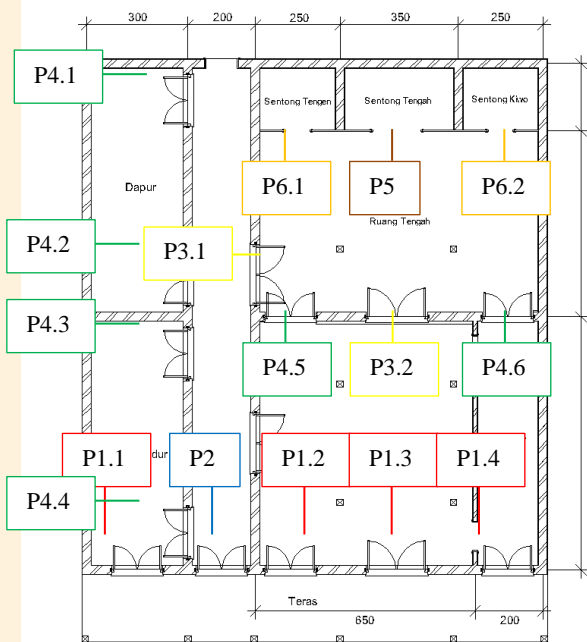 300 200 250 350 250
P4.1
Sentong Tengen Sentong Tengah Sentong Kiwo
P6.1 P5 P6.2
Dapur
Ruang Tengah
P4.2 P3.1
P4.3
P4.5 P3.2 P4.6
P1.1 dur P2 P1.2 P1.3 P1.4
P4.4
Teras
650 200